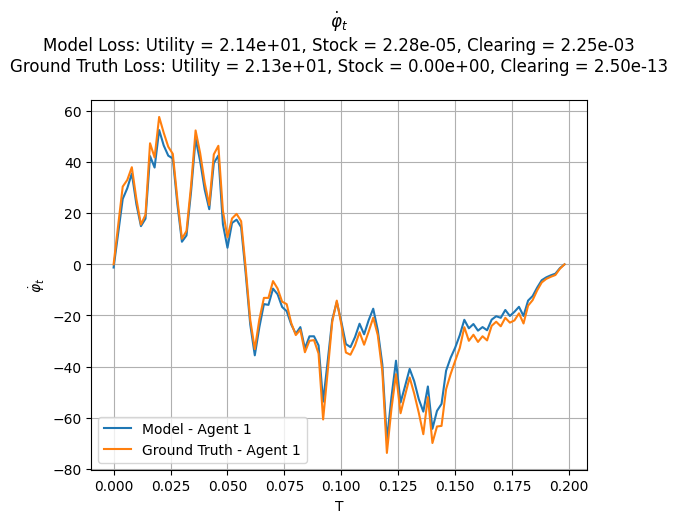 φ̇ₜ
Model Loss: Utility = 2.14e+01, Stock = 2.28e-05, Clearing = 2.25e-03
Ground Truth Loss: Utility = 2.13e+01, Stock = 0.00e+00, Clearing = 2.50e-13
60
40
20
0
−20
−40
−60
−80
φ̇ₜ
Model - Agent 1
Ground Truth - Agent 1
0.000 0.025 0.050 0.075 0.100 0.125 0.150 0.175 0.200
T